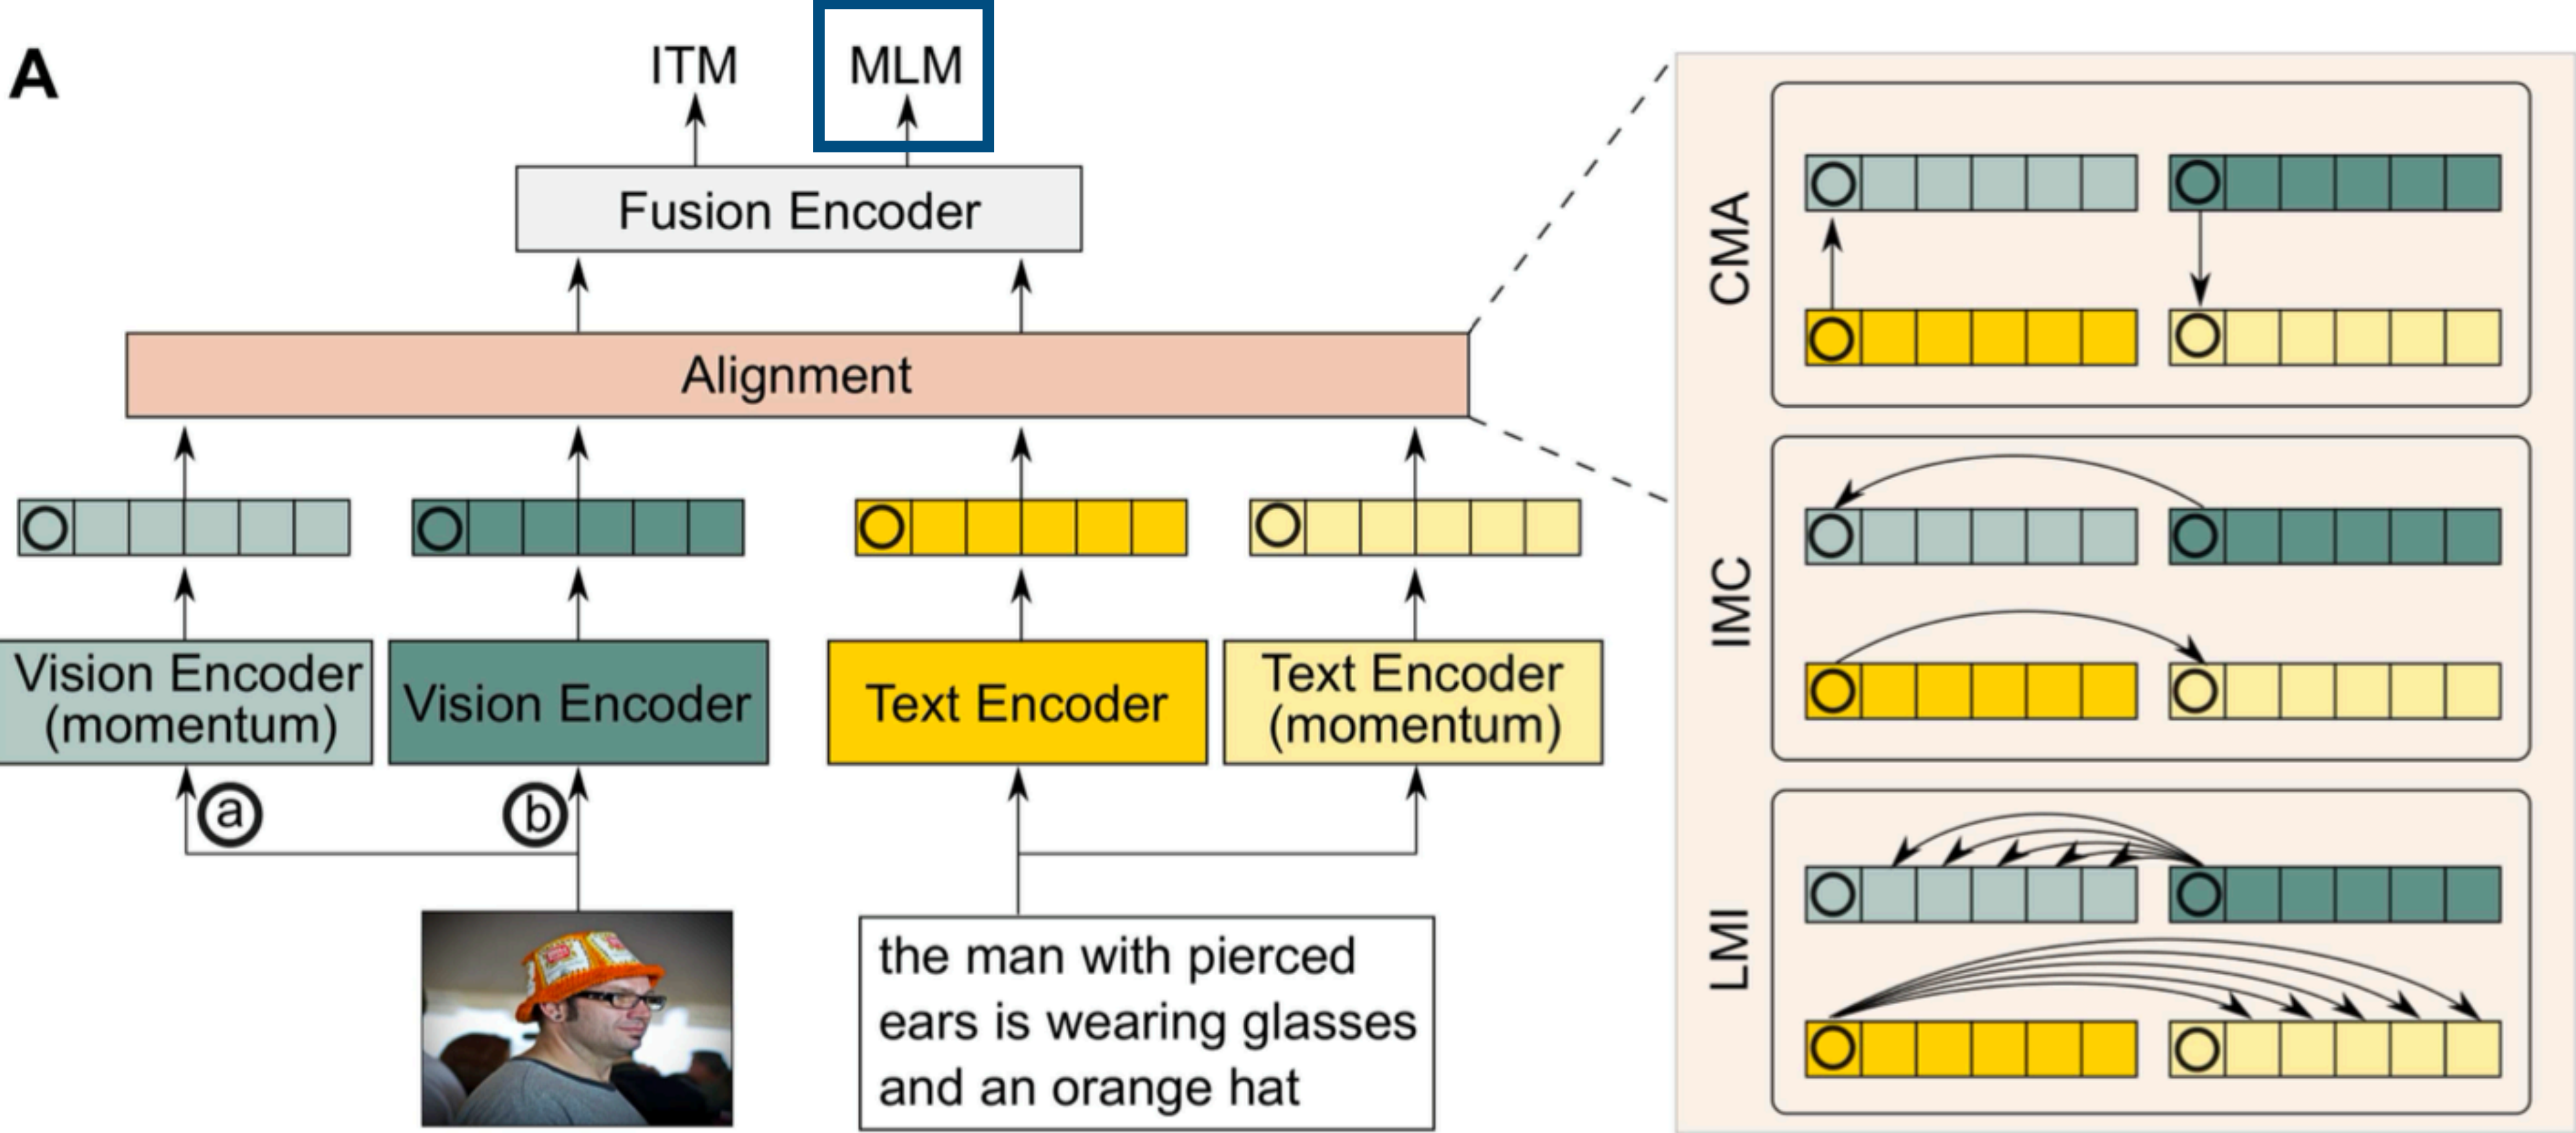 A
ITM
MLM
Fusion Encoder
Alignment
Vision Encoder
(momentum)
Vision Encoder
Text Encoder
Text Encoder
(momentum)
a
b
the man with pierced
ears is wearing glasses
and an orange hat
CMA
IMC
LMI